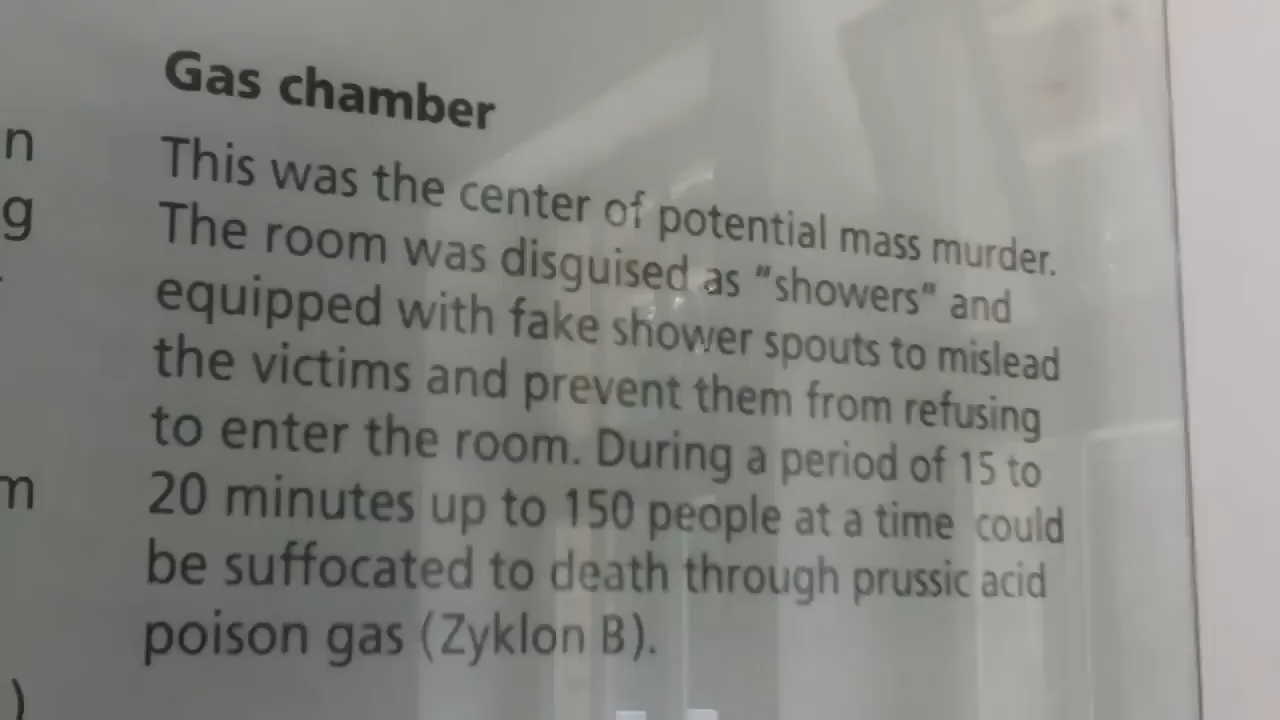 Gas chamber
This was the center of potential mass murder.
The room was disguised as "showers" and
equipped with fake shower spouts to mislead
the victims and prevent them from refusing
to enter the room. During a period of 15 to
20 minutes up to 150 people at a time could
be suffocated to death through prussic acid
poison gas (Zyklon B).
n
g
m
)